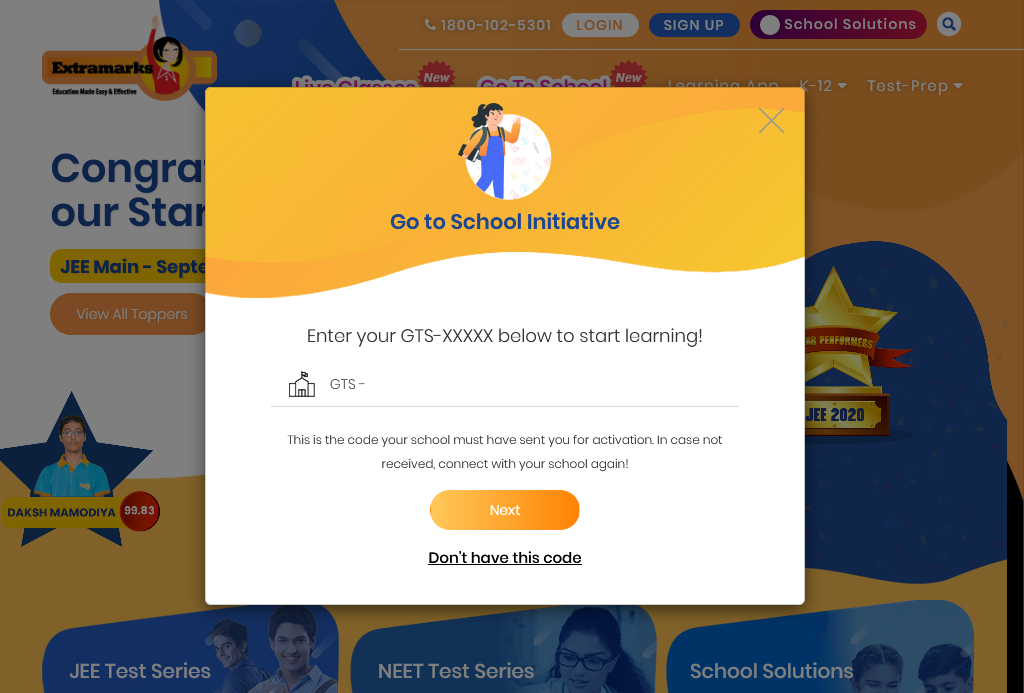 1800-102-5301
LOGIN
SIGN UP
School Solutions
Extramarks
Education Made Easy & Effective
Live Classes
New
Go To School
New
Learning App
K-12
Test-Prep
Congra
our Star
JEE Main - Septe
View All Toppers
Go to School Initiative
Enter your GTS-XXXXX below to start learning!
GTS -
This is the code your school must have sent you for activation. In case not
received, connect with your school again!
Next
Don't have this code
PERFORMERS
JEE 2020
DAKSH MAMODIYA
99.83
JEE Test Series
NEET Test Series
School Solutions